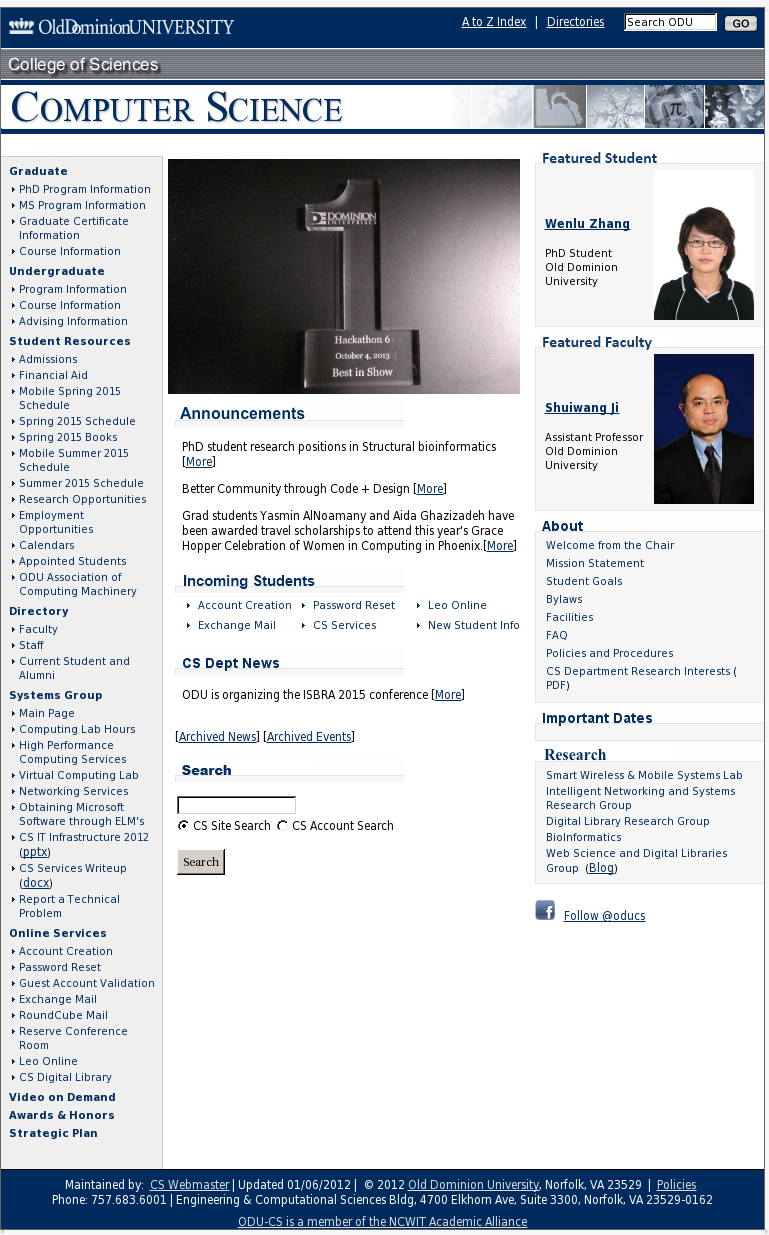 OldDominionUNIVERSITY
A to Z Index | Directories Search ODU GO
College of Sciences
COMPUTER SCIENCE
Graduate
PhD Program Information
MS Program Information
Graduate Certificate
Information
Course Information
Undergraduate
Program Information
Course Information
Advising Information
Student Resources
Admissions
Financial Aid
Mobile Spring 2015
Schedule
Spring 2015 Schedule
Spring 2015 Books
Mobile Summer 2015
Schedule
Summer 2015 Schedule
Research Opportunities
Employment
Opportunities
Calendars
Appointed Students
ODU Association of
Computing Machinery
Directory
Faculty
Staff
Current Student and
Alumni
Systems Group
Main Page
Computing Lab Hours
High Performance
Computing Services
Virtual Computing Lab
Networking Services
Obtaining Microsoft
Software through ELM's
CS IT Infrastructure 2012
(pptx)
CS Services Writeup
(docx)
Report a Technical
Problem
Online Services
Account Creation
Password Reset
Guest Account Validation
Exchange Mail
RoundCube Mail
Reserve Conference
Room
Leo Online
CS Digital Library
Video on Demand
Awards & Honors
Strategic Plan
DOMINION
ENTERPRISES
Hackathon 6
October 4, 2013
Best in Show
Announcements
PhD student research positions in Structural bioinformatics
[More]
Better Community through Code + Design [More]
Grad students Yasmin AlNoamany and Aida Ghazizadeh have
been awarded travel scholarships to attend this year's Grace
Hopper Celebration of Women in Computing in Phoenix.[More]
Incoming Students
Account Creation Password Reset Leo Online
Exchange Mail CS Services New Student Info
CS Dept News
ODU is organizing the ISBRA 2015 conference [More]
[Archived News] [Archived Events]
Search
CS Site Search CS Account Search
Search
Featured Student
Wenlu Zhang
PhD Student
Old Dominion
University
Featured Faculty
Shuiwang Ji
Assistant Professor
Old Dominion
University
About
Welcome from the Chair
Mission Statement
Student Goals
Bylaws
Facilities
FAQ
Policies and Procedures
CS Department Research Interests (
PDF)
Important Dates
Research
Smart Wireless & Mobile Systems Lab
Intelligent Networking and Systems
Research Group
Digital Library Research Group
BioInformatics
Web Science and Digital Libraries
Group (Blog)
f Follow @oducs
Maintained by: CS Webmaster | Updated 01/06/2012 | © 2012 Old Dominion University, Norfolk, VA 23529 | Policies
Phone: 757.683.6001 | Engineering & Computational Sciences Bldg, 4700 Elkhorn Ave, Suite 3300, Norfolk, VA 23529-0162
ODU-CS is a member of the NCWIT Academic Alliance